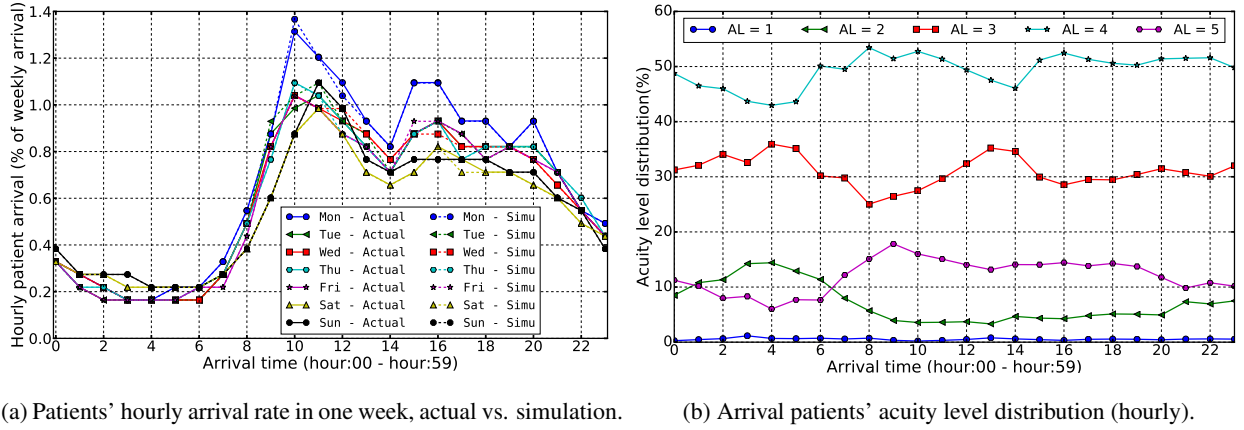 Hourly patient arrival (% of weekly arrival)
1.4
1.2
1.0
0.8
0.6
0.4
0.2
0.0
Mon - Actual Mon - Simu
Tue - Actual Tue - Simu
Wed - Actual Wed - Simu
Thu - Actual Thu - Simu
Fri - Actual Fri - Simu
Sat - Actual Sat - Simu
Sun - Actual Sun - Simu
0 2 4 6 8 10 12 14 16 18 20 22
Arrival time (hour:00 - hour:59)
(a) Patients' hourly arrival rate in one week, actual vs. simulation.
Acuity level distribution(%)
60
50
40
30
20
10
0
AL = 1 AL = 2 AL = 3 AL = 4 AL = 5
0 2 4 6 8 10 12 14 16 18 20 22
Arrival time (hour:00 - hour:59)
(b) Arrival patients' acuity level distribution (hourly).